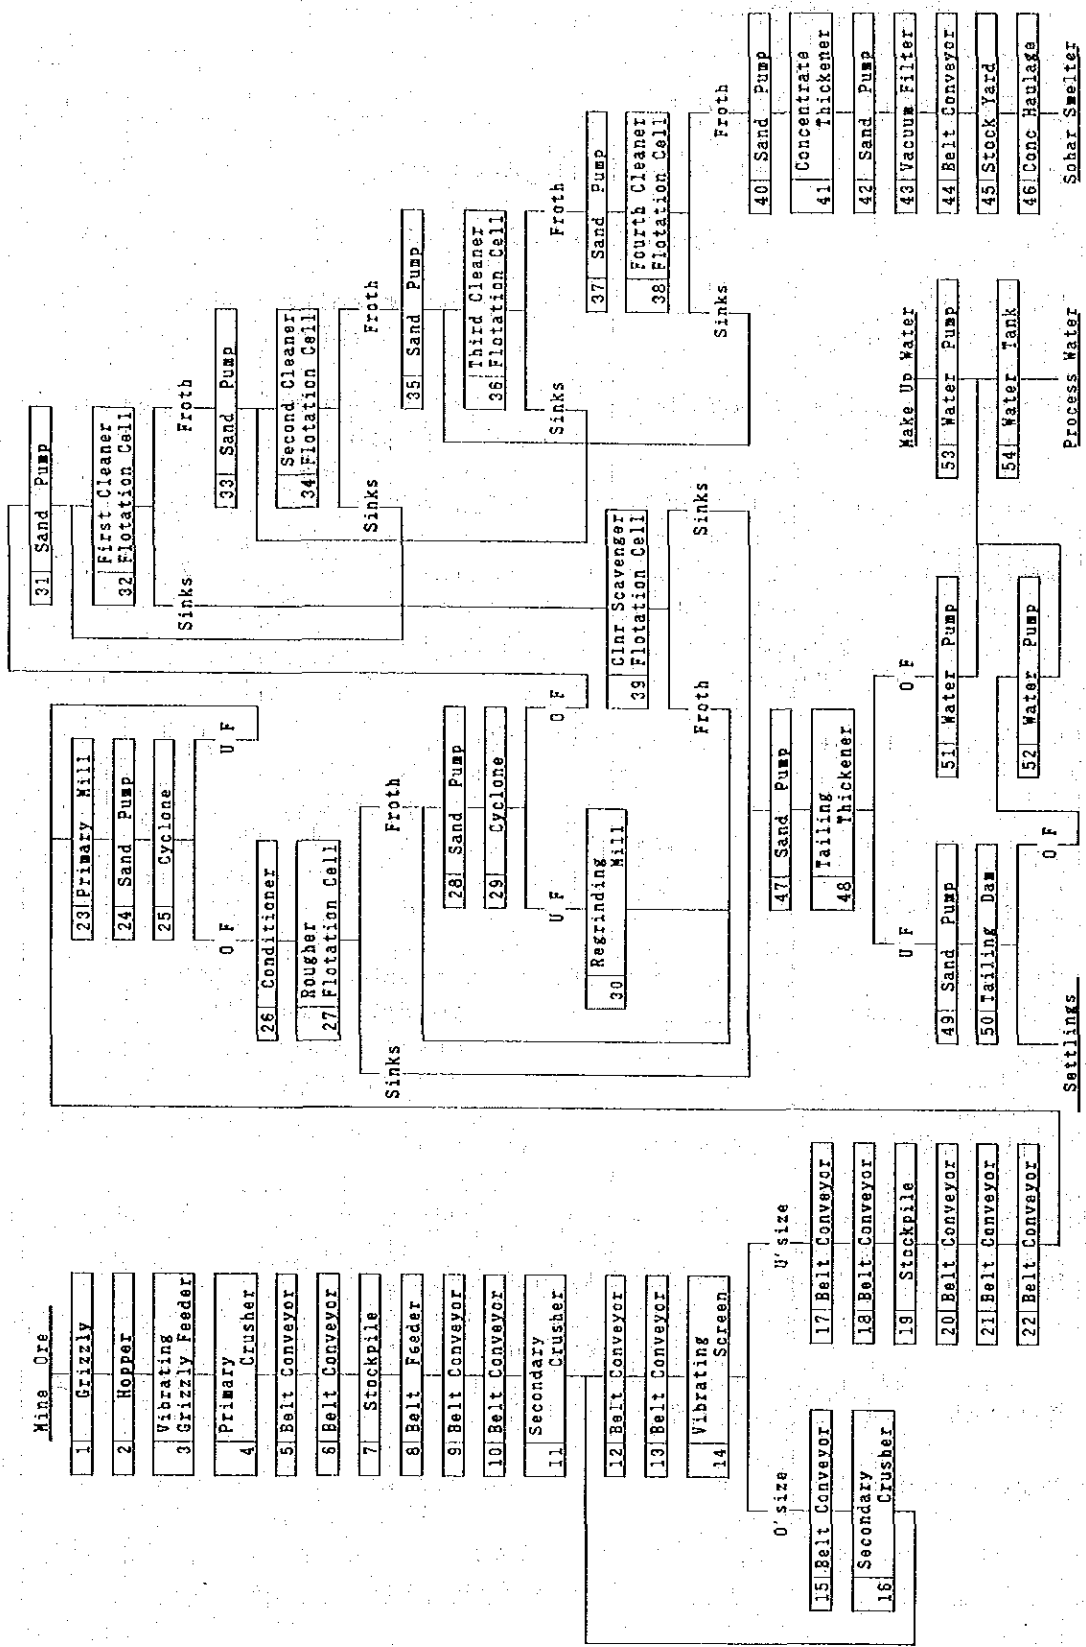 Mine Ore
1 Grizzly
2 Hopper
Vibrating
3 Grizzly Feeder
Primary
4 Crusher
5 Belt Conveyor
6 Belt Conveyor
7 Stockpile
8 Belt Feeder
9 Belt Conveyor
10 Belt Conveyor
Secondary
11 Crusher
12 Belt Conveyor
13 Belt Conveyor
Vibrating
14 Screen
O'size
U'size
15 Belt Conveyor
Secondary
16 Crusher
17 Belt Conveyor
18 Belt Conveyor
19 Stockpile
20 Belt Conveyor
21 Belt Conveyor
22 Belt Conveyor
23 Primary Mill
24 Sand Pump
25 Cyclone
O F
U F
26 Conditioner
Rougher
27 Flotation Cell
Sinks
Froth
28 Sand Pump
29 Cyclone
U F
O F
Regrinding
30 Mill
31 Sand Pump
First Cleaner
32 Flotation Cell
Sinks
Froth
33 Sand Pump
Second Cleaner
34 Flotation Cell
Sinks
Froth
35 Sand Pump
Third Cleaner
36 Flotation Cell
Sinks
Froth
37 Sand Pump
Fourth Cleaner
38 Flotation Cell
Sinks
Froth
Clnr Scavenger
39 Flotation Cell
Froth
Sinks
40 Sand Pump
Concentrate
41 Thickener
42 Sand Pump
43 Vacuum Filter
44 Belt Conveyor
45 Stock Yard
46 Conc Haulage
Sohar Smelter
47 Sand Pump
Tailing
48 Thickener
U F
O F
49 Sand Pump
50 Tailing Dam
Settlings
O F
51 Water Pump
52 Water Pump
Make Up Water
53 Water Pump
54 Water Tank
Process Water